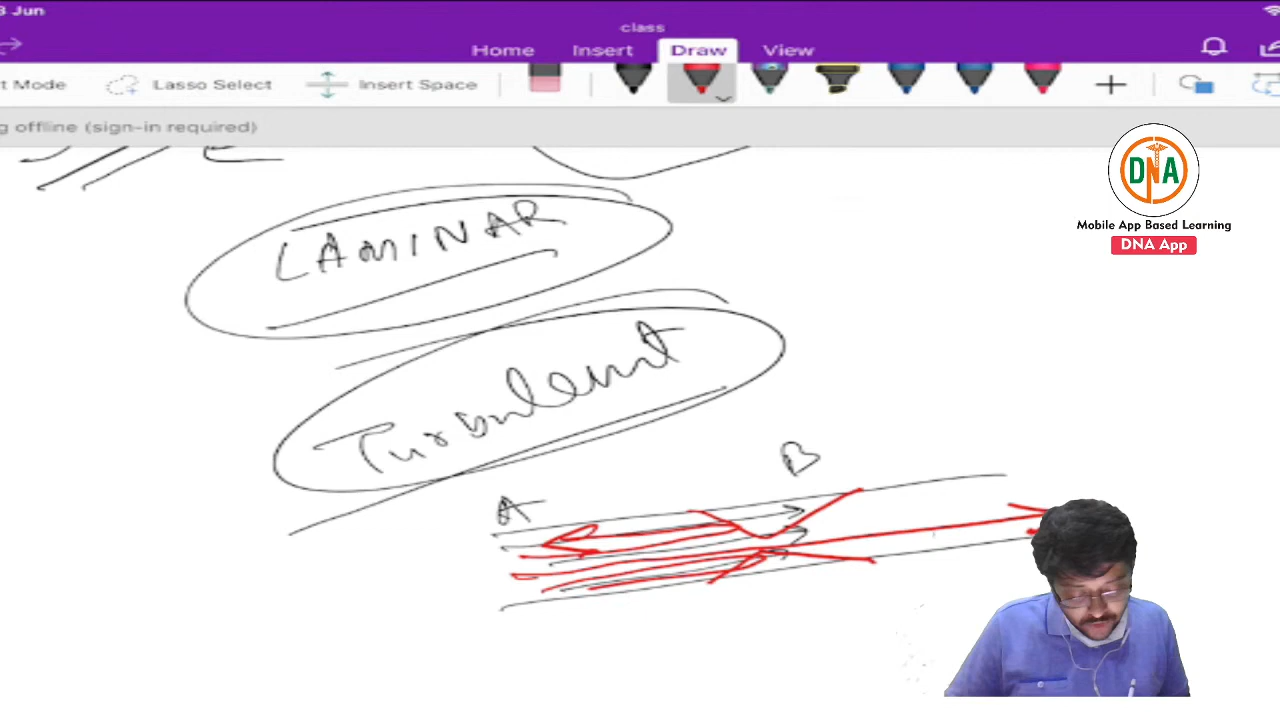 3 Jun
class
Home Insert Draw View
t Mode Lasso Select Insert Space
g offline (sign-in required)
DNA
Mobile App Based Learning
DNA App
LAMINAR
Turbulent
A B